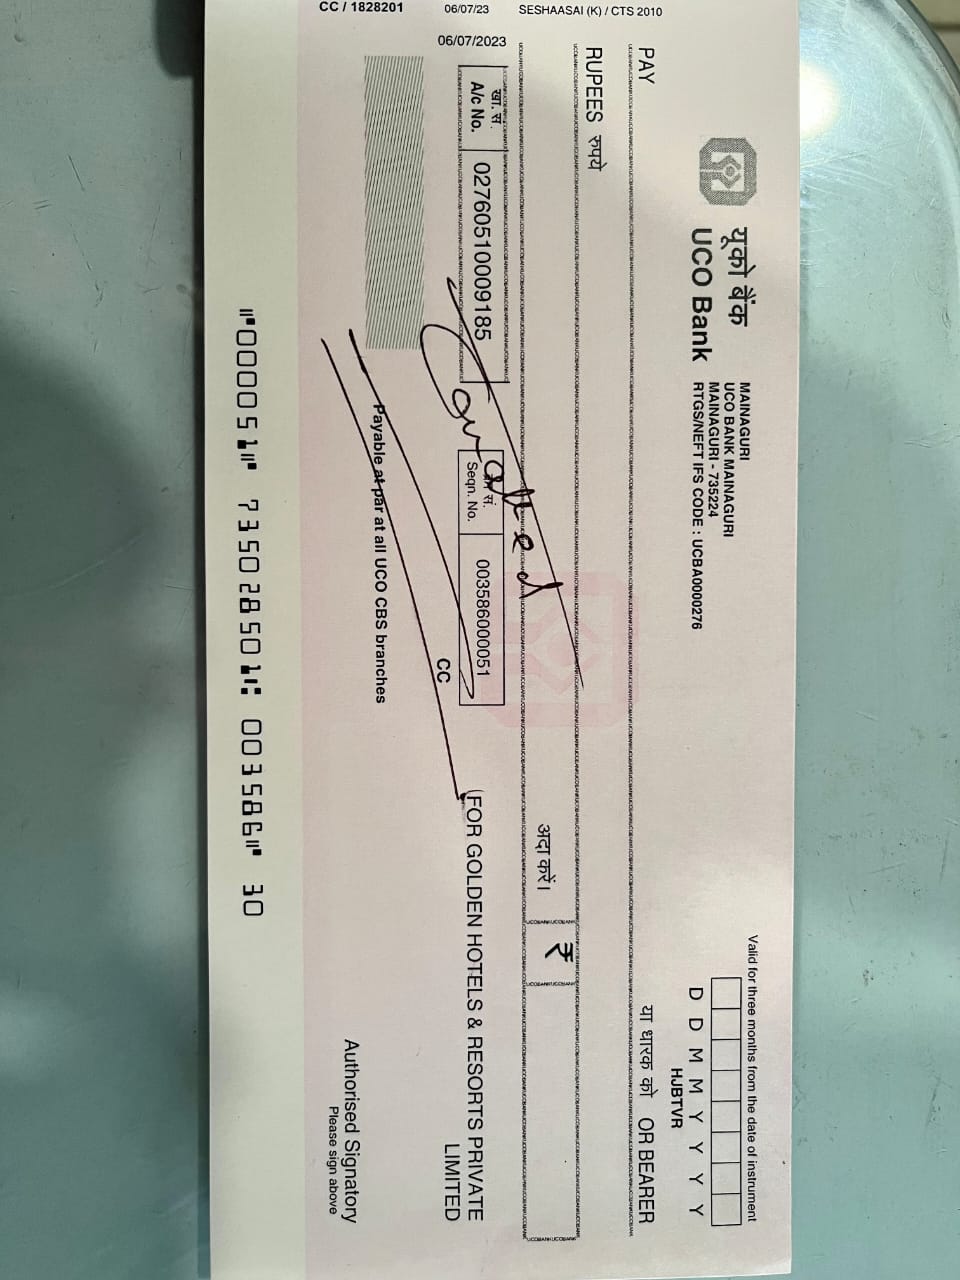 CC / 1828201 06/07/23 SESHAASAI (K) / CTS 2010
यूको बैंक
UCO Bank
MAINAGURI
UCO BANK MAINAGURI
MAINAGURI - 735224
RTGS/NEFT IFS CODE : UCBA0000276
Valid for three months from the date of instrument
D D M M Y Y Y Y
HJBTVR
PAY
या धारक को OR BEARER
RUPEES रुपये
अदा करें।
₹
06/07/2023
खा. सं.
A/c No.
02760510009185
Cancelled
सं.
Seqn. No.
003586000051
CC
FOR GOLDEN HOTELS & RESORTS PRIVATE
LIMITED
Payable at par at all UCO CBS branches
Authorised Signatory
Please sign above
⑈000051⑈ 735028501⑆ 003586⑈ 30